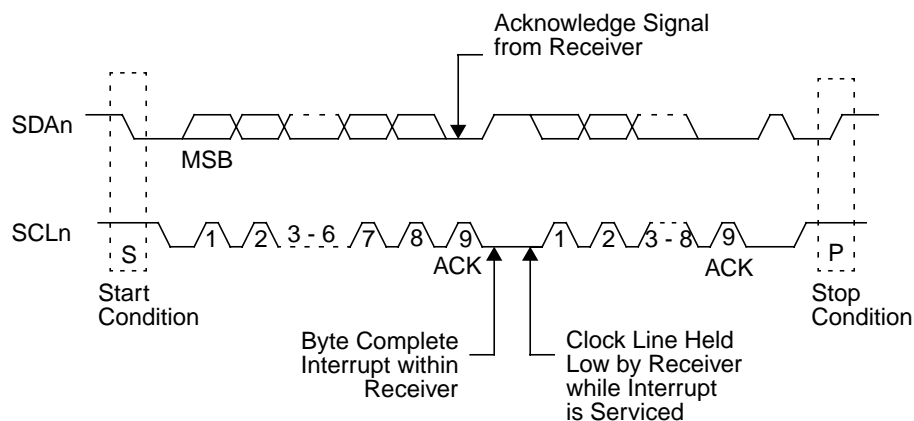 Acknowledge Signal
from Receiver
SDAn
MSB
SCLn
S
1
2
3 - 6
7
8
9
1
2
3 - 8
9
P
ACK
ACK
Start
Condition
Stop
Condition
Byte Complete
Interrupt within
Receiver
Clock Line Held
Low by Receiver
while Interrupt
is Serviced